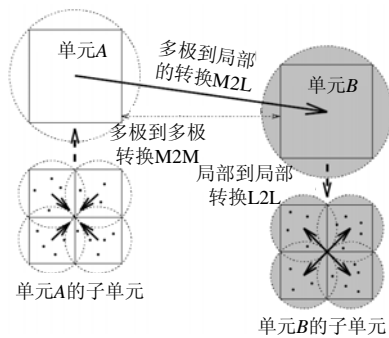 单元A
多极到局部
的转换M2L
单元B
多极到多极
转换M2M
局部到局部
转换L2L
单元A的子单元
单元B的子单元